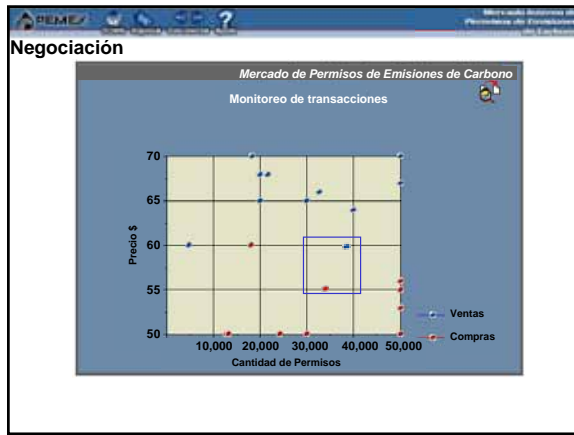 PEMEX
Negociación
Mercado de Permisos de Emisiones de Carbono
Monitoreo de transacciones
70
65
60
55
50
Precio $
10,000 20,000 30,000 40,000 50,000
Cantidad de Permisos
Ventas
Compras